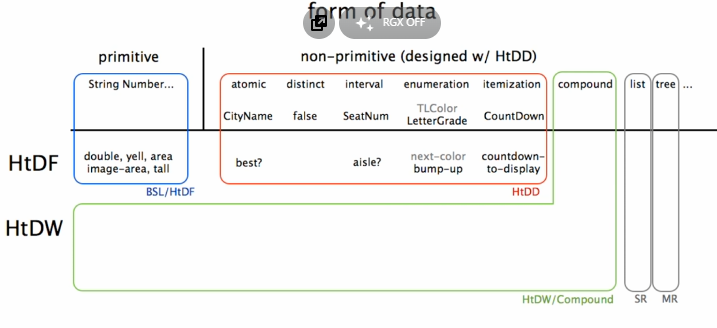 form of data
RGX OFF
primitive
non-primitive (designed w/ HtDD)
String Number...
atomic distinct interval enumeration itemization compound list tree ...
CityName false SeatNum TLColor LetterGrade CountDown
HtDF
double, yell, area
image-area, tall
best?
aisle?
next-color
bump-up
countdown-
to-display
BSL/HtDF
HtDD
HtDW
HtDW/Compound
SR
MR